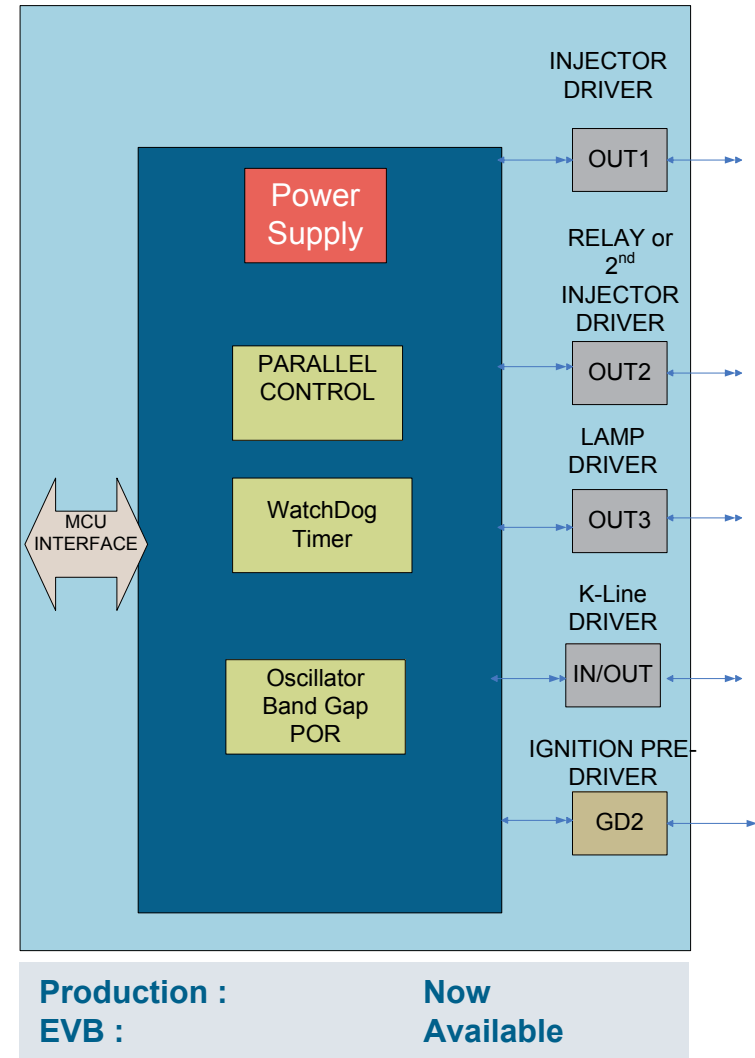 INJECTOR
DRIVER
OUT1
Power
Supply
RELAY or
2nd
INJECTOR
DRIVER
OUT2
PARALLEL
CONTROL
LAMP
DRIVER
OUT3
WatchDog
Timer
MCU
INTERFACE
K-Line
DRIVER
IN/OUT
Oscillator
Band Gap
POR
IGNITION PRE-
DRIVER
GD2
Production : Now
EVB : Available